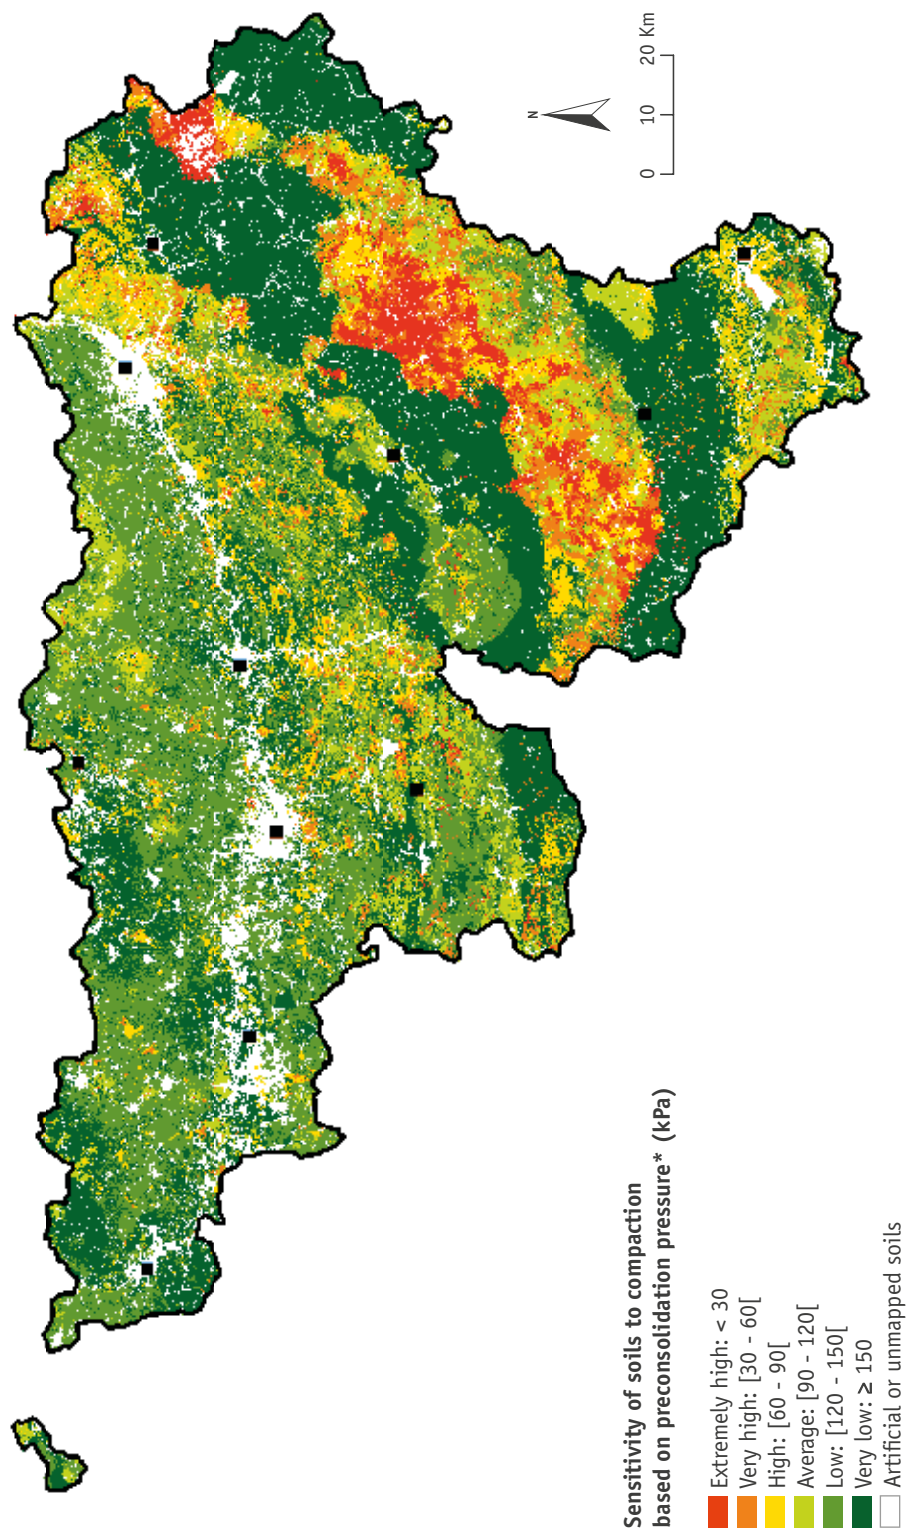 N
0 10 20 Km
Sensitivity of soils to compaction
based on preconsolidation pressure* (kPa)
Extremely high: < 30
Very high: [30 - 60[
High: [60 - 90[
Average: [90 - 120[
Low: [120 - 150[
Very low: ≥ 150
Artificial or unmapped soils